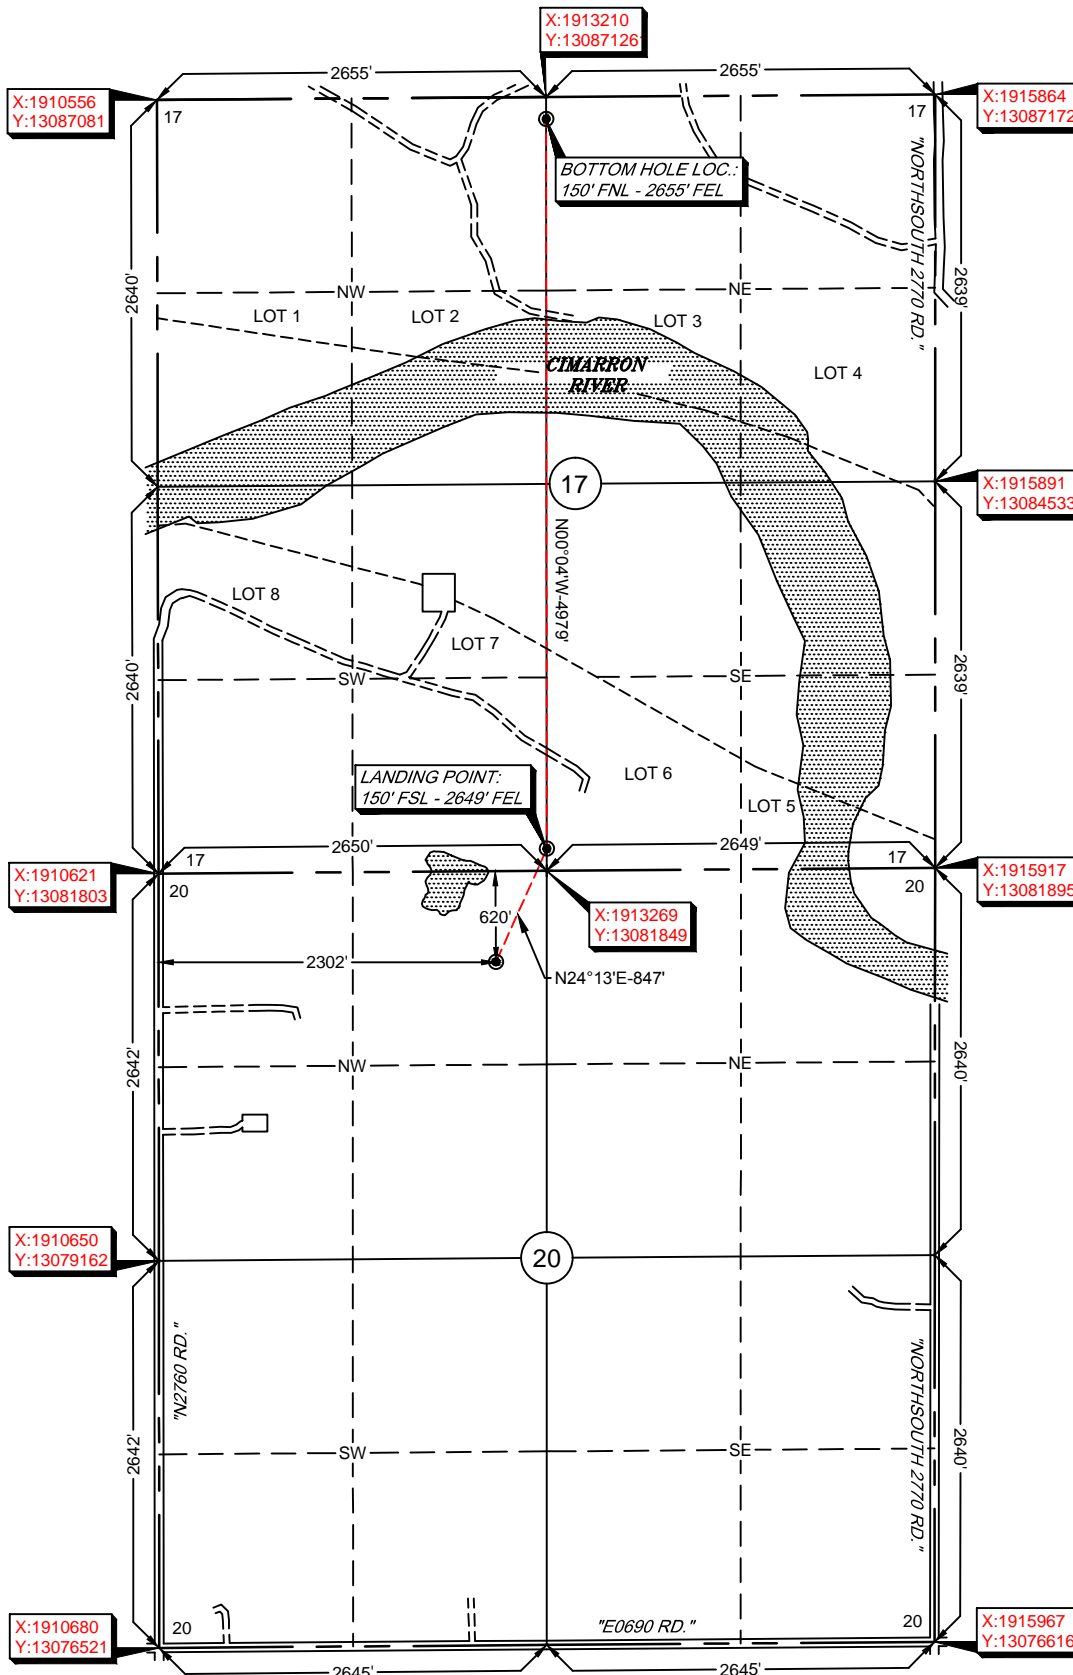 X:1913210
Y:13087126
2655'
2655'
X:1910556
Y:13087081
X:1915864
Y:13087172
17
17
BOTTOM HOLE LOC.:
150' FNL - 2655' FEL
"NORTHSOUTH 2770 RD."
2640'
2639'
NW
NE
LOT 1
LOT 2
LOT 3
LOT 4
CIMARRON
RIVER
17
X:1915891
Y:13084533
N00°04'W-4979'
LOT 8
LOT 7
2640'
2639'
SW
SE
LOT 6
LOT 5
LANDING POINT:
150' FSL - 2649' FEL
2650'
2649'
17
17
X:1910621
Y:13081803
20
20
X:1915917
Y:13081895
X:1913269
Y:13081849
620'
2302'
N24°13'E-847'
2642'
2640'
NW
NE
X:1910650
Y:13079162
20
"N2760 RD."
"NORTHSOUTH 2770 RD."
2642'
2640'
SW
SE
20
20
"E0690 RD."
X:1910680
Y:13076521
X:1915967
Y:13076616
2645'
2645'